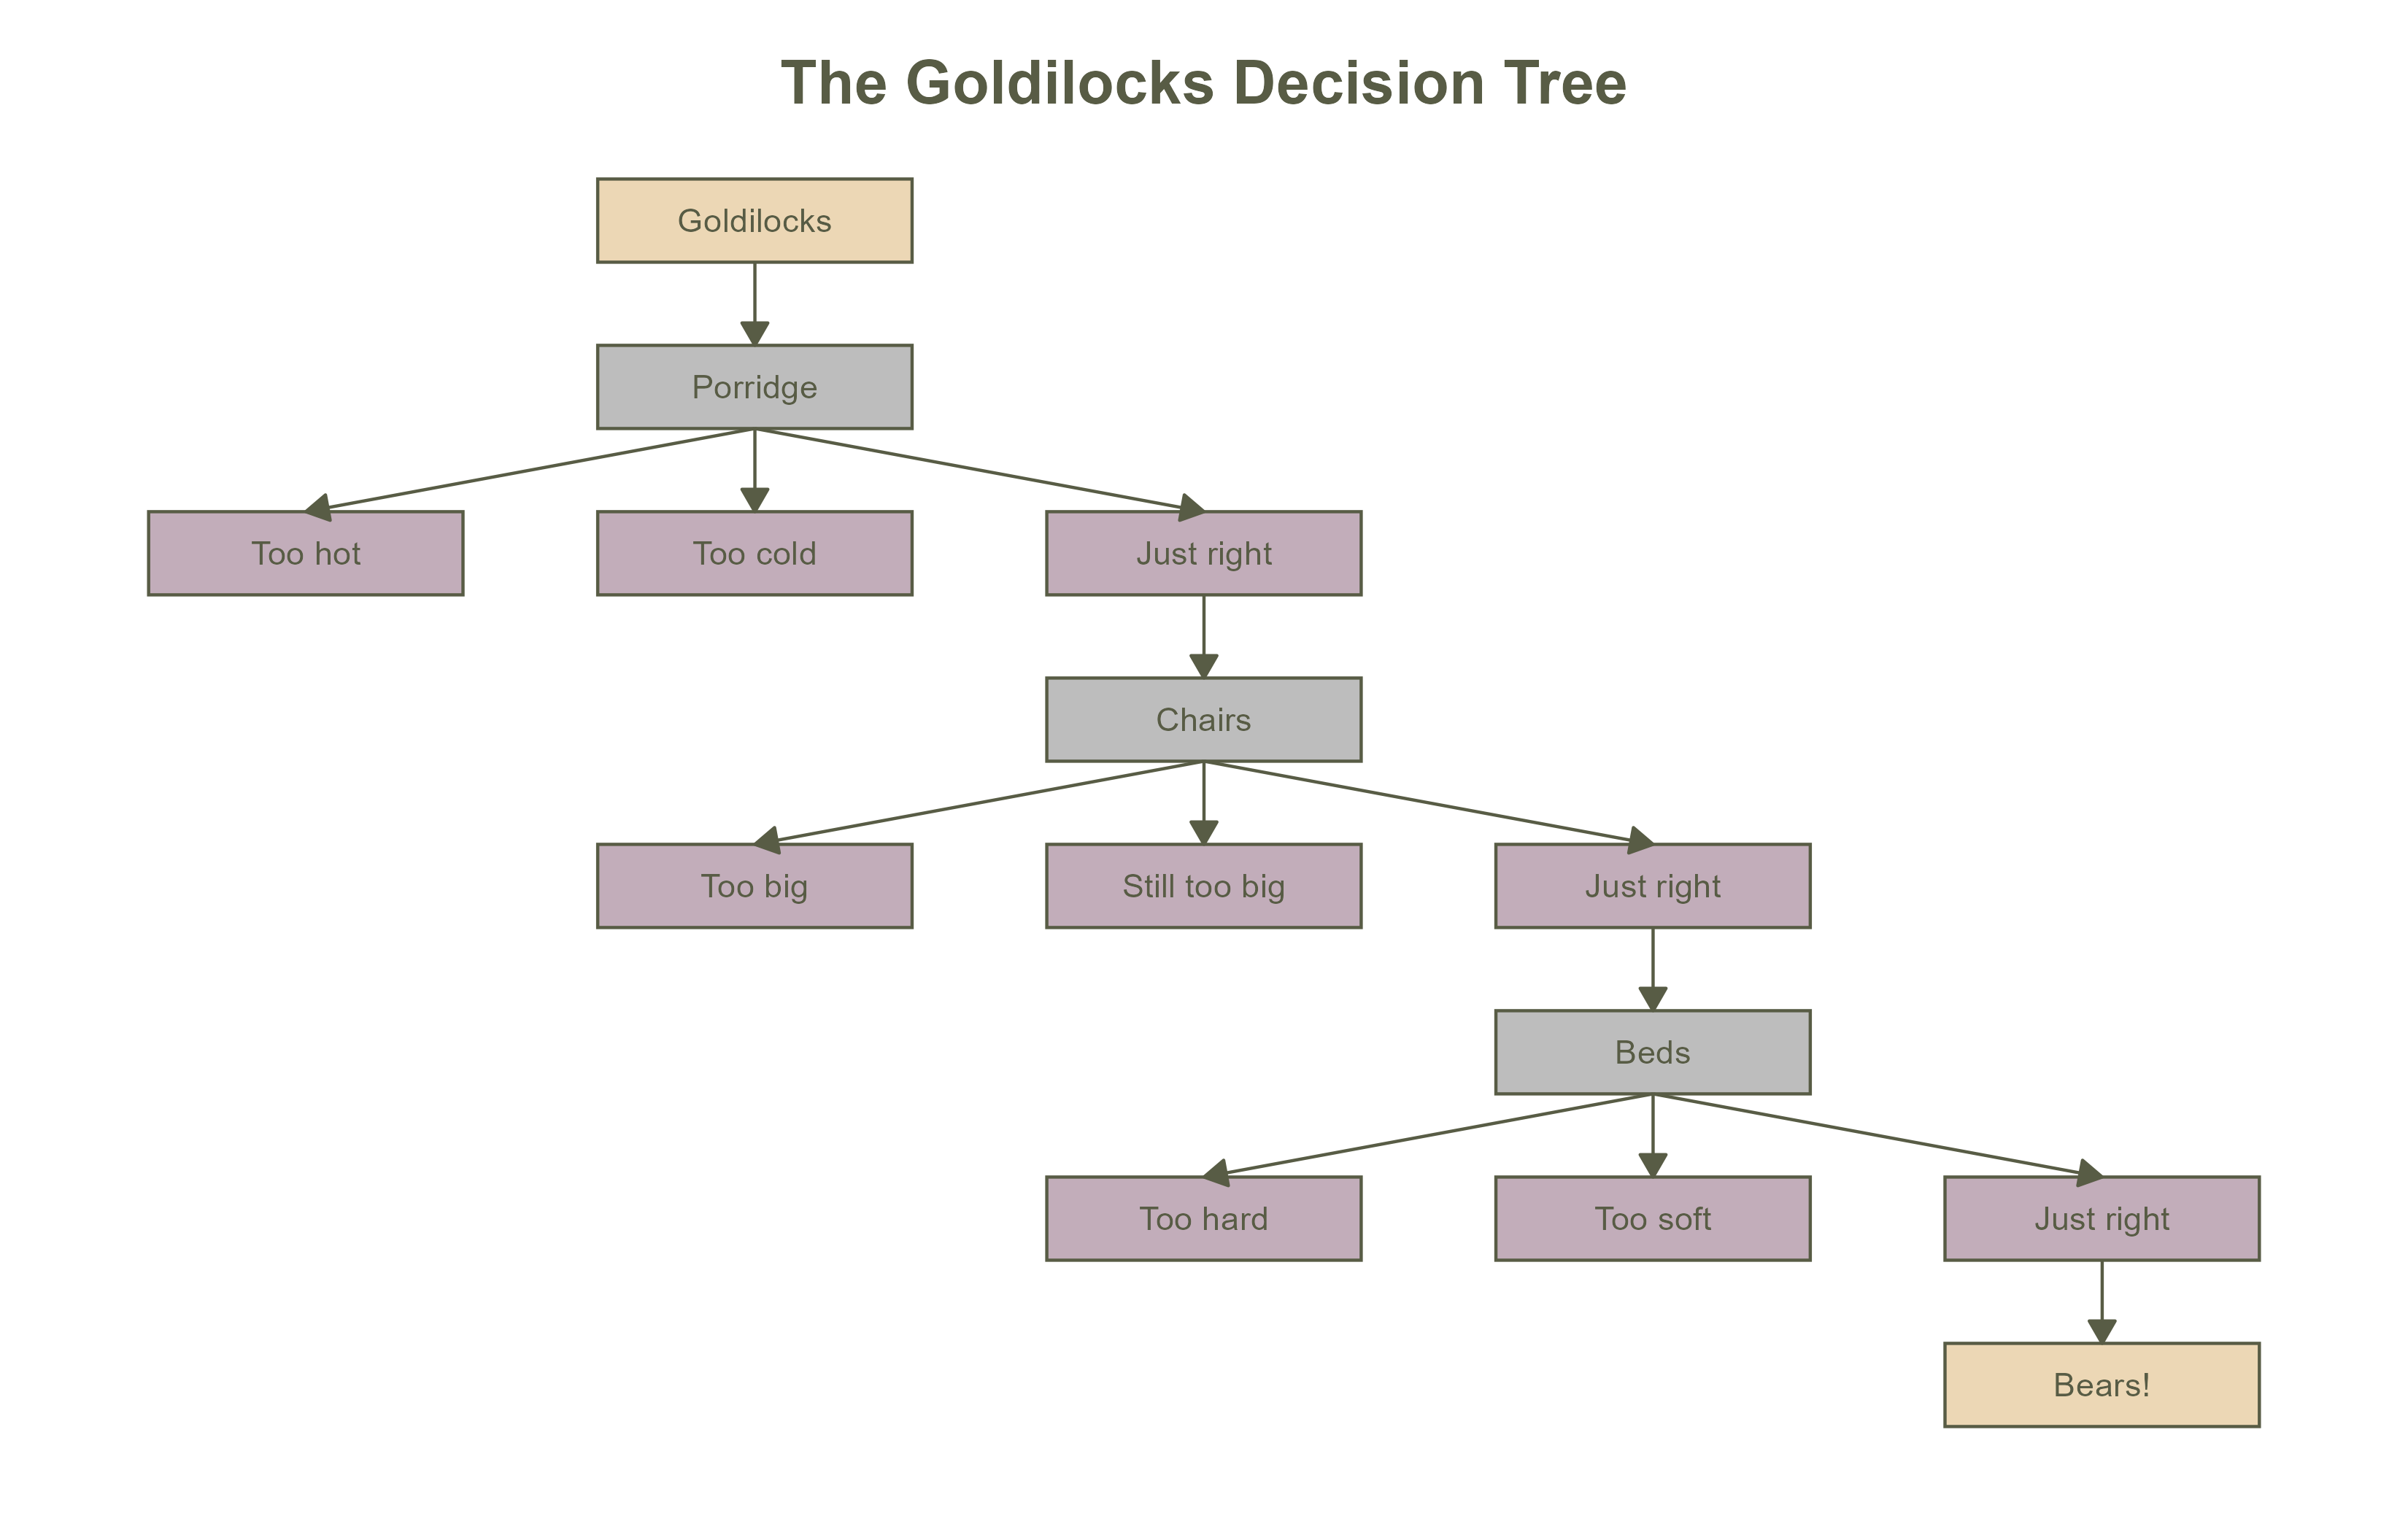 The Goldilocks Decision Tree
Goldilocks
Porridge
Too hot
Too cold
Just right
Chairs
Too big
Still too big
Just right
Beds
Too hard
Too soft
Just right
Bears!